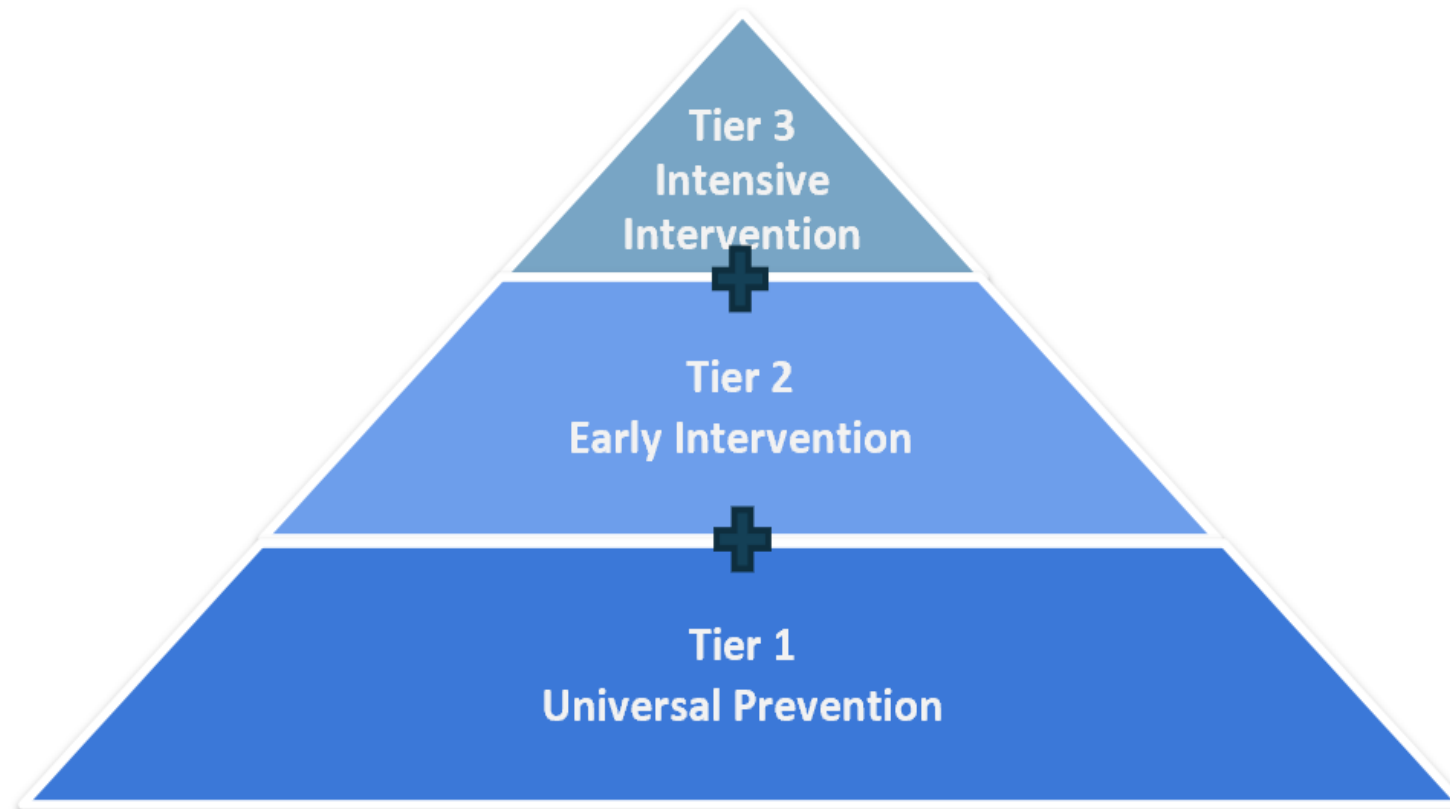 Tier 3
Intensive
Intervention
Tier 2
Early Intervention
Tier 1
Universal Prevention